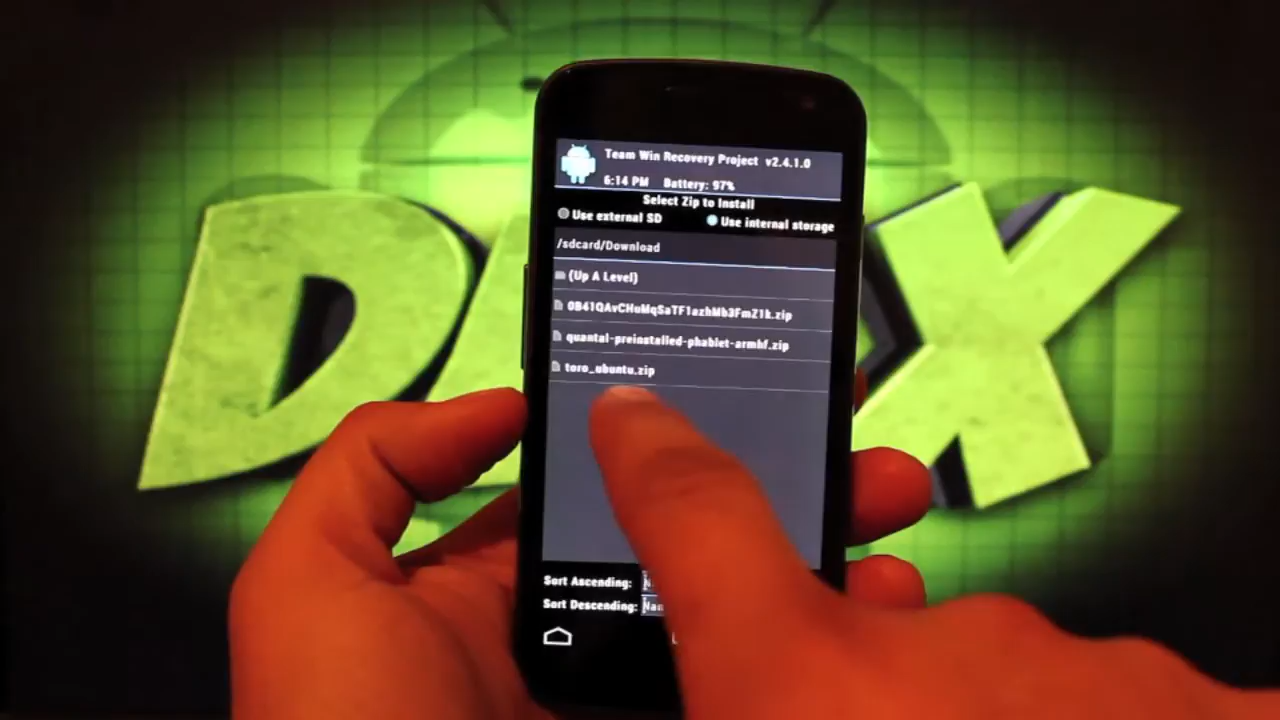 Team Win Recovery Project v2.4.1.0
6:14 PM Battery: 97%
Select Zip to Install
Use external SD Use internal storage
/sdcard/Download
(Up A Level)
quantal-preinstalled-phablet-armhf.zip
toro_ubuntu.zip
Sort Ascending:
Sort Descending: